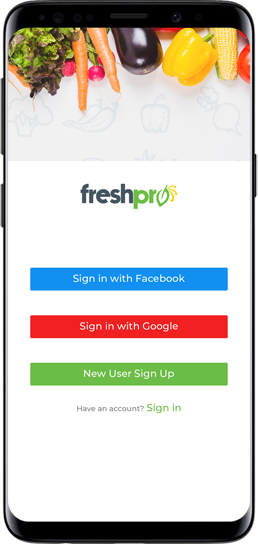 freshpro
Sign in with Facebook
Sign in with Google
New User Sign Up
Have an account? Sign in